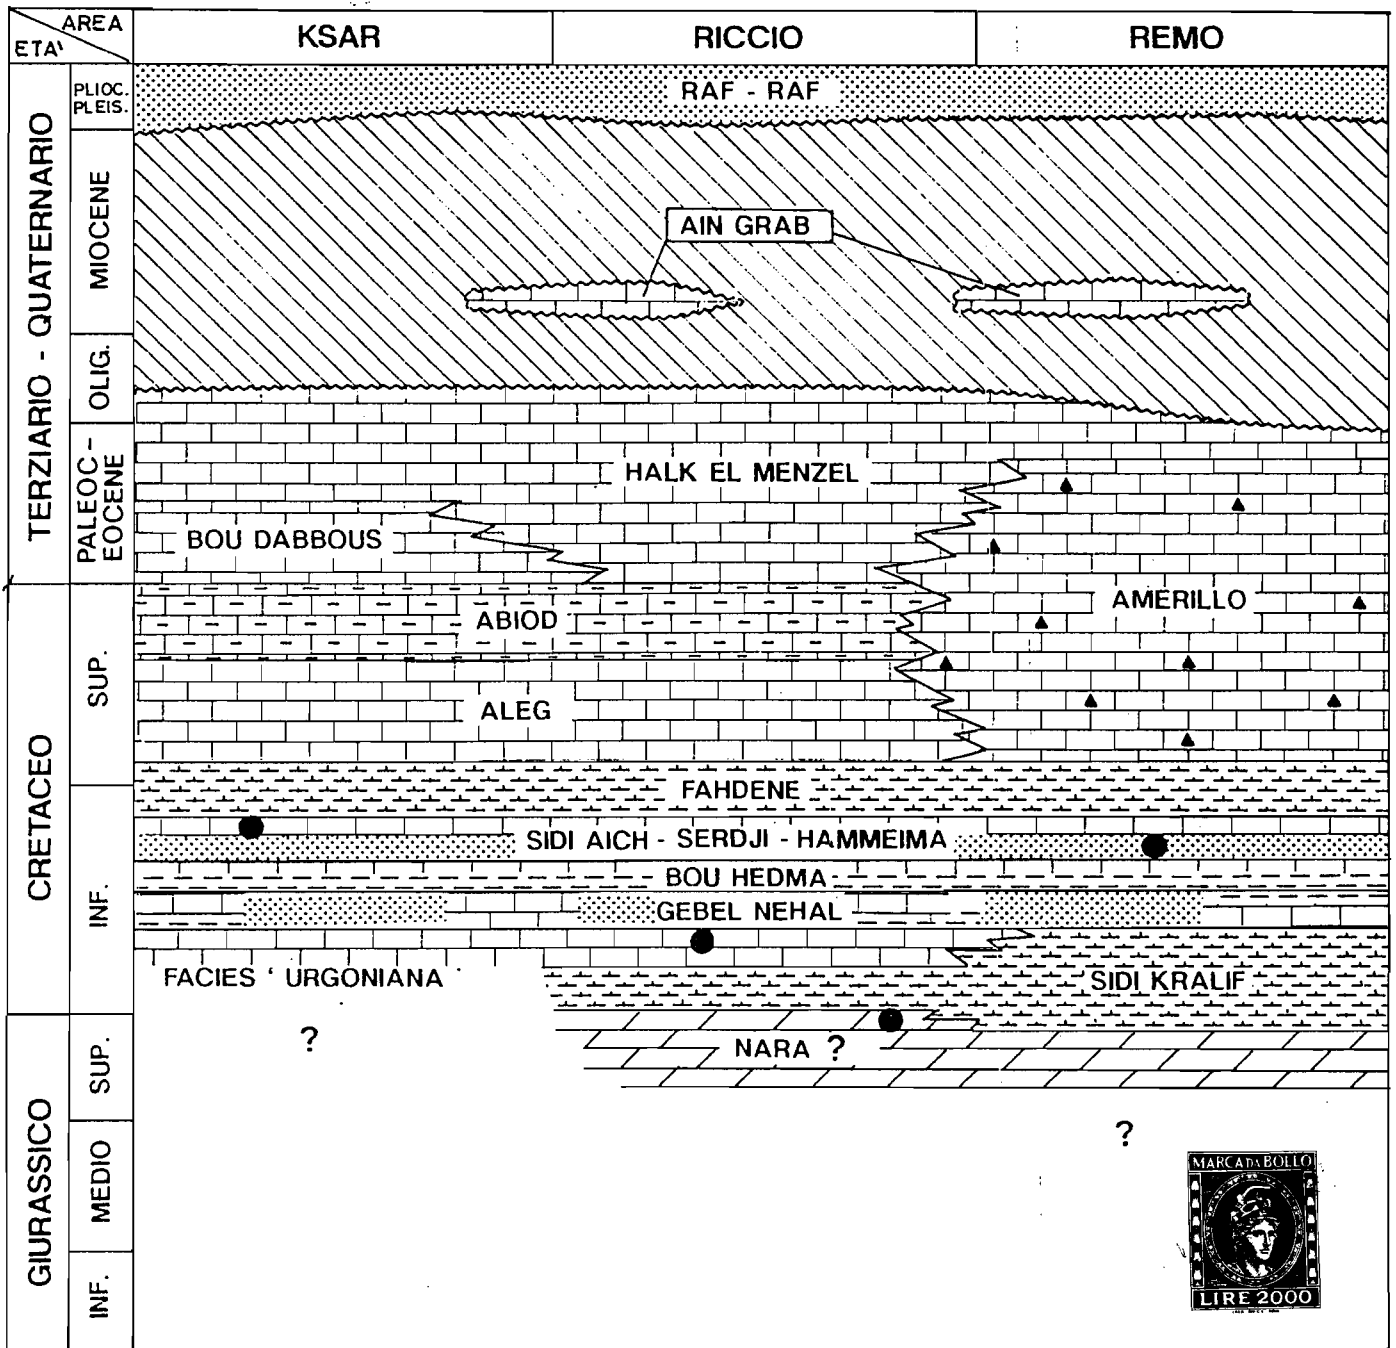 AREA
ETA'
KSAR
RICCIO
REMO
TERZIARIO - QUATERNARIO
PLIOC.
PLEIS.
RAF - RAF
MIOCENE
AIN GRAB
OLIG.
PALEOC-
EOCENE
HALK EL MENZEL
BOU DABBOUS
CRETACEO
SUP.
ABIOD
AMERILLO
ALEG
FAHDENE
INF.
SIDI AICH - SERDJI - HAMMEIMA
BOU HEDMA
GEBEL NEHAL
FACIES ' URGONIANA '
SIDI KRALIF
GIURASSICO
SUP.
?
NARA ?
MEDIO
?
INF.
MARCA DA BOLLO
LIRE 2000